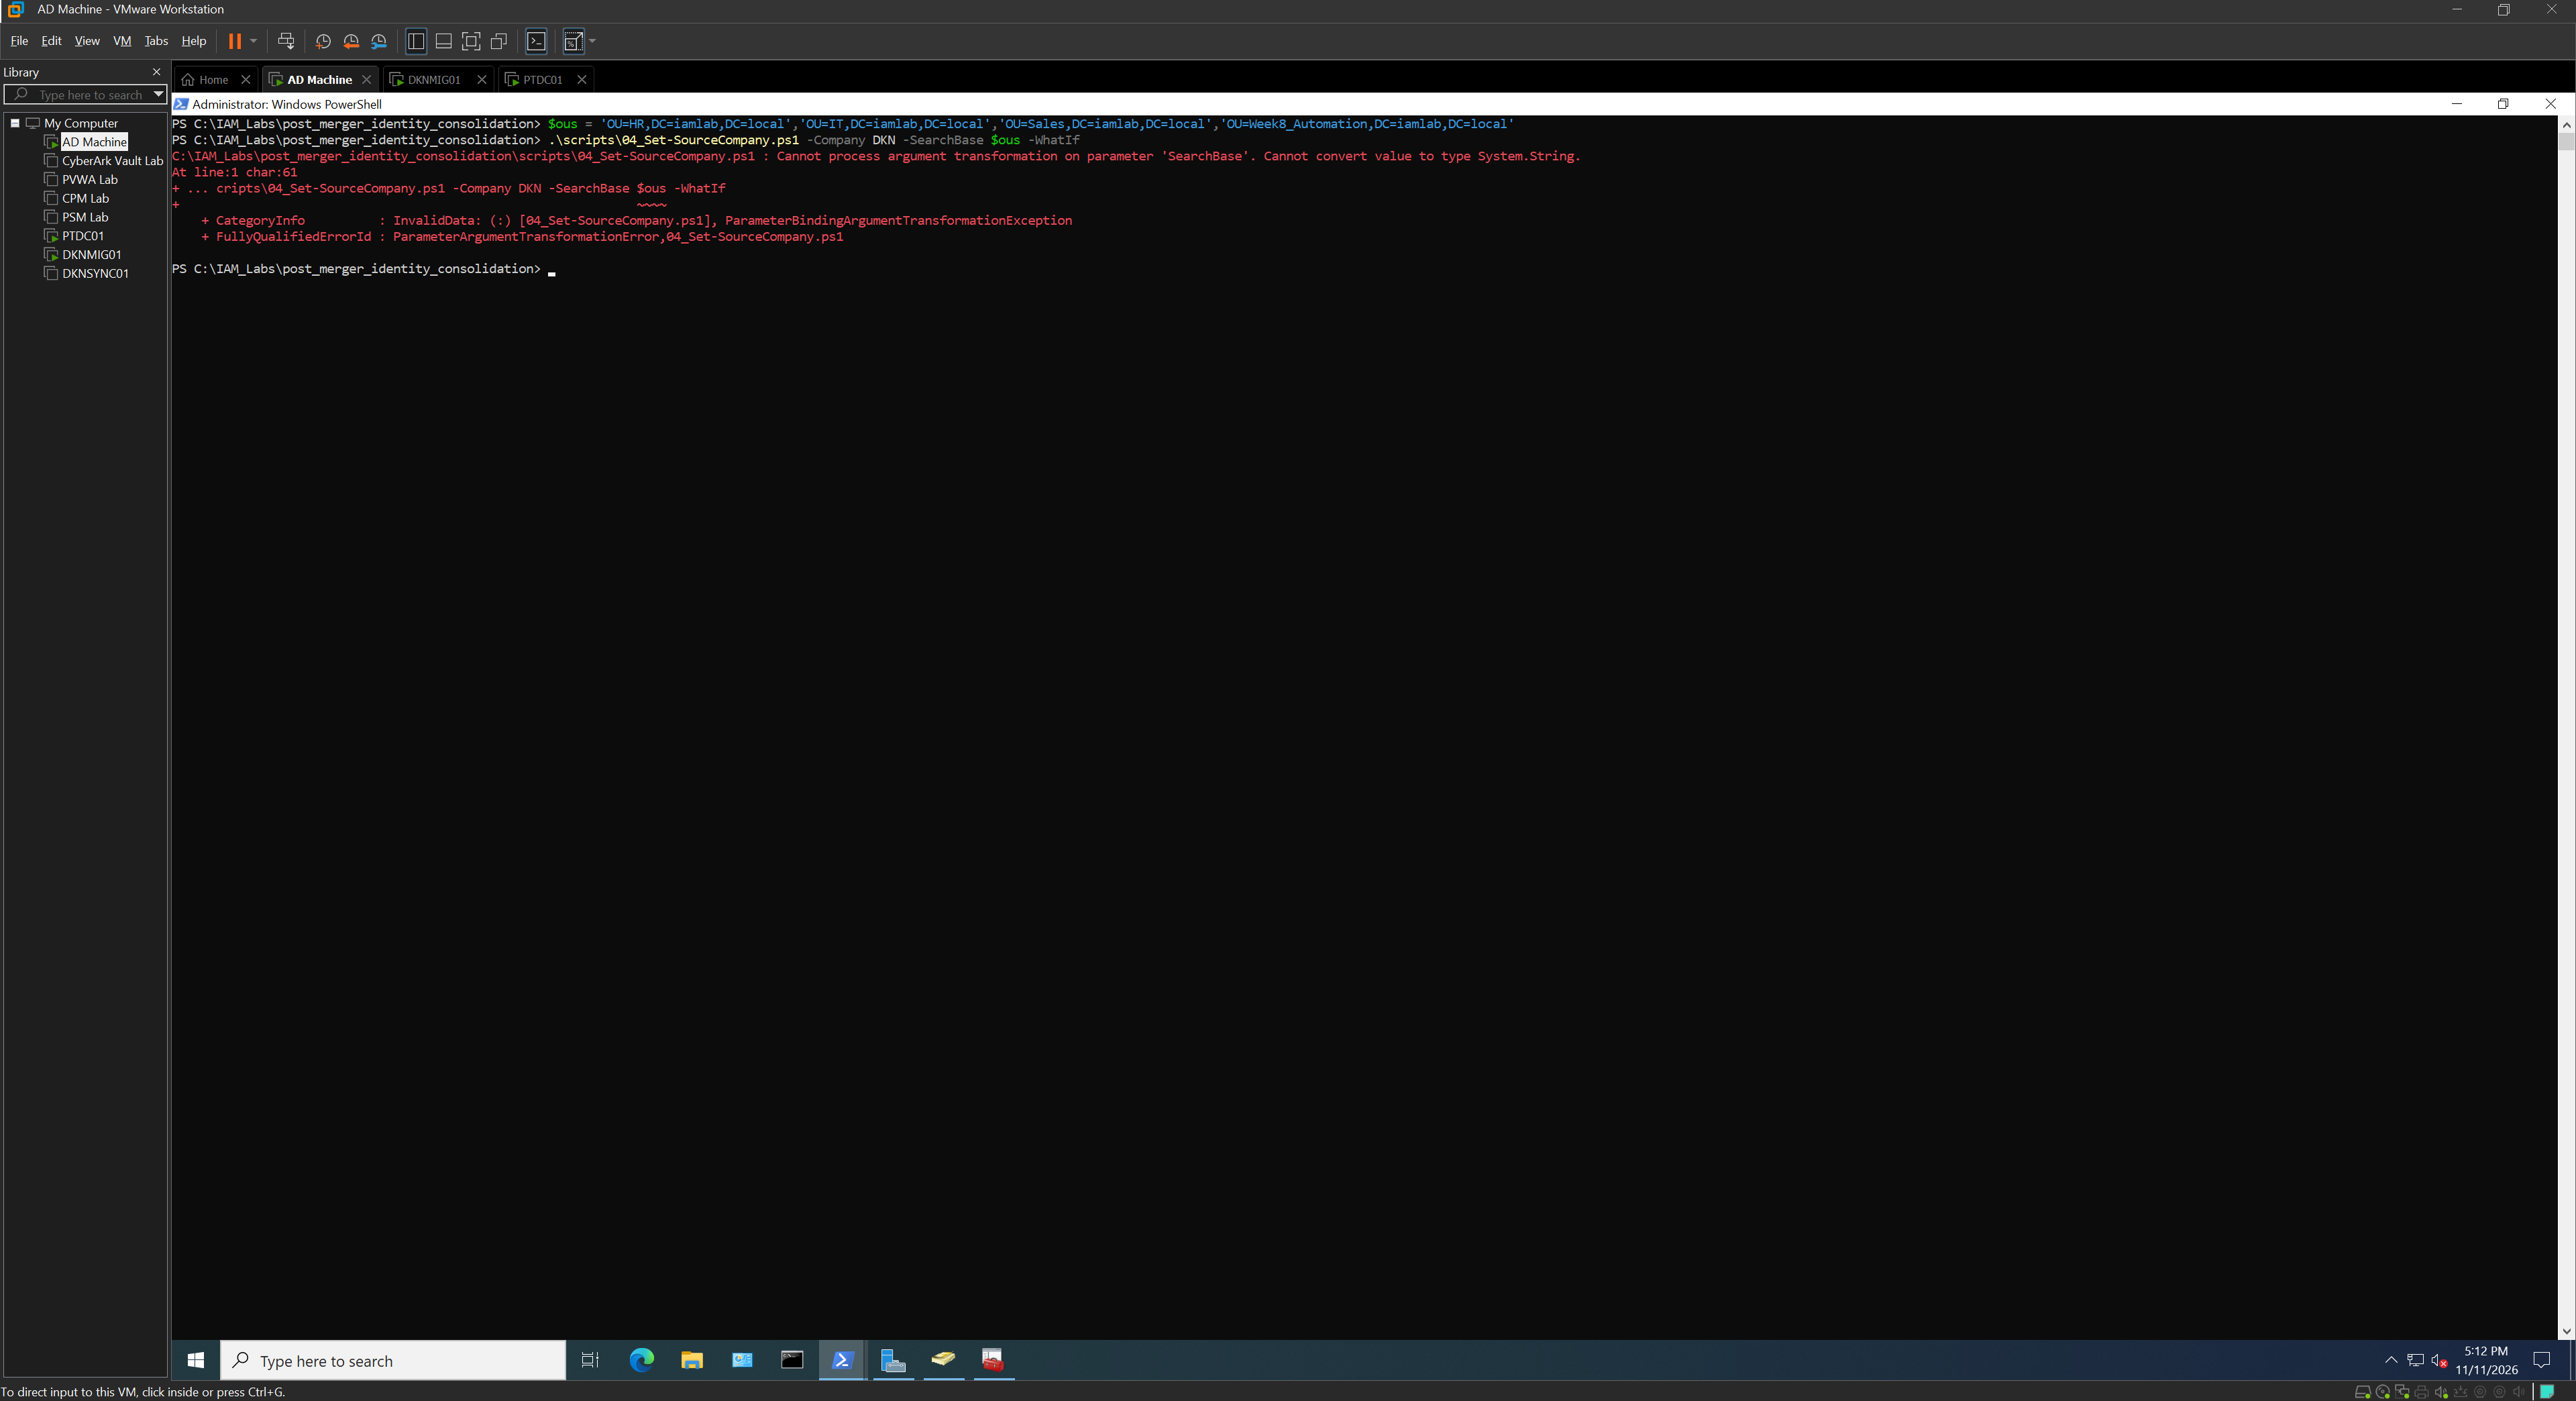 AD Machine - VMware Workstation
File Edit View VM Tabs Help
Library
Type here to search
My Computer
AD Machine
CyberArk Vault Lab
PVWA Lab
CPM Lab
PSM Lab
PTDC01
DKNMIG01
DKNSYNC01
Home AD Machine DKNMIG01 PTDC01
Administrator: Windows PowerShell
PS C:\IAM_Labs\post_merger_identity_consolidation> $ous = 'OU=HR,DC=iamlab,DC=local','OU=IT,DC=iamlab,DC=local','OU=Sales,DC=iamlab,DC=local','OU=Week8_Automation,DC=iamlab,DC=local'
PS C:\IAM_Labs\post_merger_identity_consolidation> .\scripts\04_Set-SourceCompany.ps1 -Company DKN -SearchBase $ous -WhatIf
C:\IAM_Labs\post_merger_identity_consolidation\scripts\04_Set-SourceCompany.ps1 : Cannot process argument transformation on parameter 'SearchBase'. Cannot convert value to type System.String.
At line:1 char:61
+ ... cripts\04_Set-SourceCompany.ps1 -Company DKN -SearchBase $ous -WhatIf
+                                                              ~~~~
    + CategoryInfo          : InvalidData: (:) [04_Set-SourceCompany.ps1], ParameterBindingArgumentTransformationException
    + FullyQualifiedErrorId : ParameterArgumentTransformationError,04_Set-SourceCompany.ps1
PS C:\IAM_Labs\post_merger_identity_consolidation>
Type here to search
5:12 PM
11/11/2026
To direct input to this VM, click inside or press Ctrl+G.